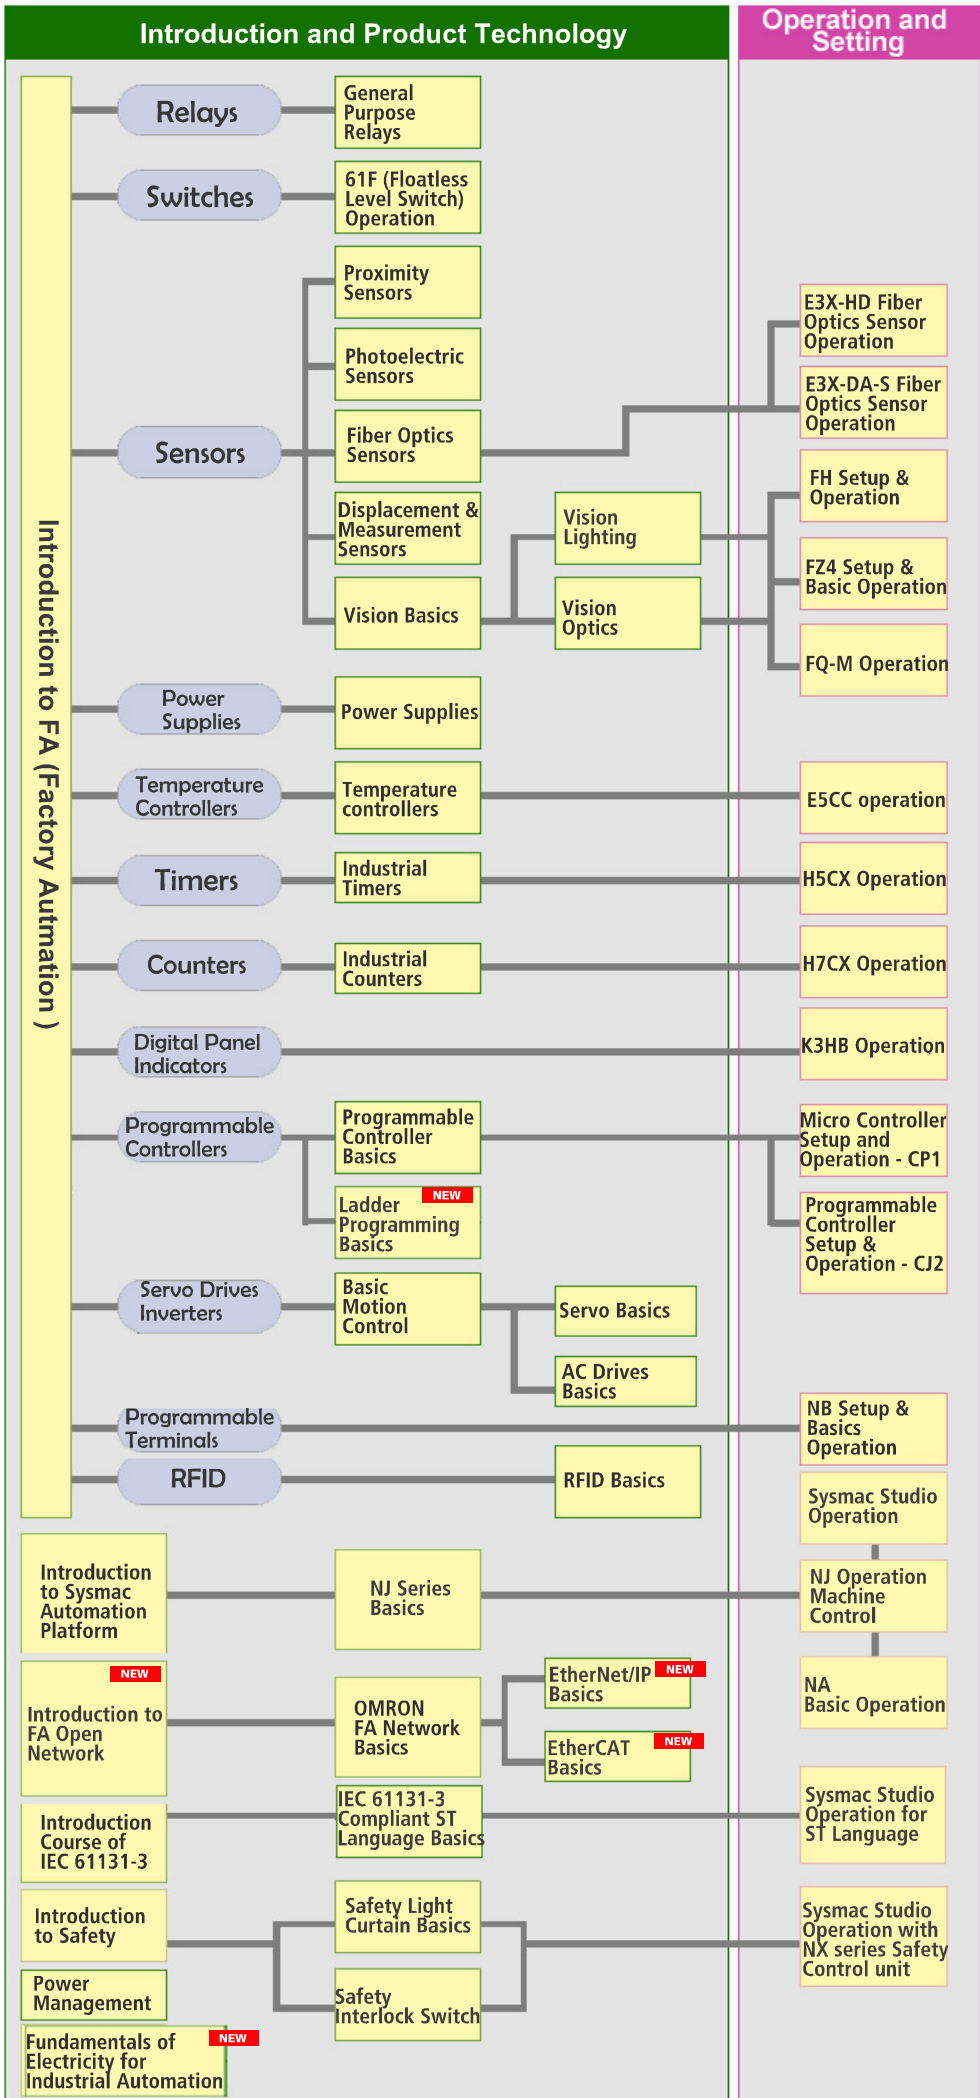 Introduction and Product Technology
Operation and
Setting
Introduction to FA (Factory Autmation )
Relays
General
Purpose
Relays
Switches
61F (Floatless
Level Switch)
Operation
Sensors
Proximity
Sensors
Photoelectric
Sensors
Fiber Optics
Sensors
E3X-HD Fiber
Optics Sensor
Operation
E3X-DA-S Fiber
Optics Sensor
Operation
Displacement &
Measurement
Sensors
Vision Basics
Vision
Lighting
Vision
Optics
FH Setup &
Operation
FZ4 Setup &
Basic Operation
FQ-M Operation
Power
Supplies
Power Supplies
Temperature
Controllers
Temperature
controllers
E5CC operation
Timers
Industrial
Timers
H5CX Operation
Counters
Industrial
Counters
H7CX Operation
Digital Panel
Indicators
K3HB Operation
Programmable
Controllers
Programmable
Controller
Basics
Micro Controller
Setup and
Operation - CP1
NEW
Ladder
Programming
Basics
Programmable
Controller
Setup &
Operation - CJ2
Servo Drives
Inverters
Basic
Motion
Control
Servo Basics
AC Drives
Basics
Programmable
Terminals
NB Setup &
Basics
Operation
RFID
RFID Basics
Sysmac Studio
Operation
Introduction
to Sysmac
Automation
Platform
NJ Series
Basics
NJ Operation
Machine
Control
NA
Basic Operation
NEW
Introduction to
FA Open
Network
OMRON
FA Network
Basics
NEW
EtherNet/IP
Basics
NEW
EtherCAT
Basics
Introduction
Course of
IEC 61131-3
IEC 61131-3
Compliant ST
Language Basics
Sysmac Studio
Operation for
ST Language
Introduction
to Safety
Safety Light
Curtain Basics
Safety
Interlock Switch
Sysmac Studio
Operation with
NX series Safety
Control unit
Power
Management
NEW
Fundamentals of
Electricity for
Industrial Automation